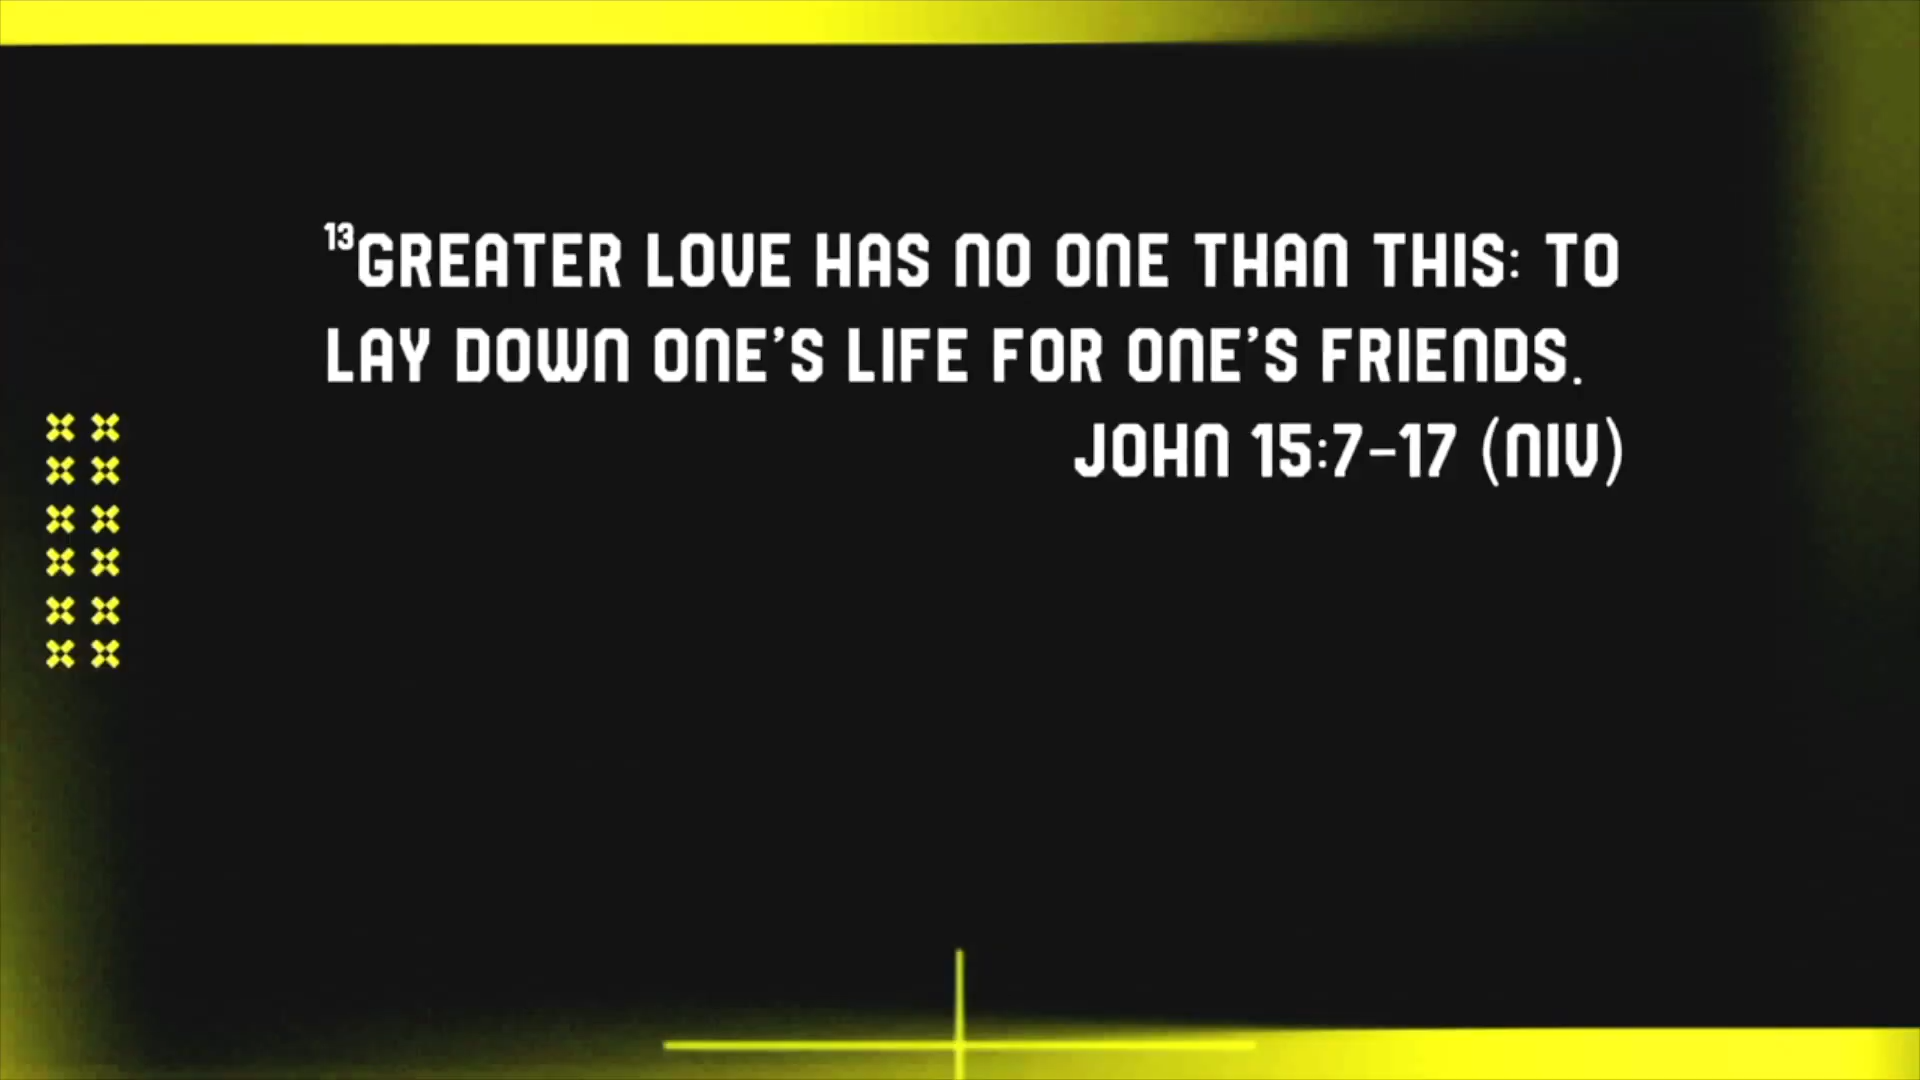 ¹³GREATER LOVE HAS NO ONE THAN THIS: TO
LAY DOWN ONE’S LIFE FOR ONE’S FRIENDS.
JOHN 15:7-17 (NIV)